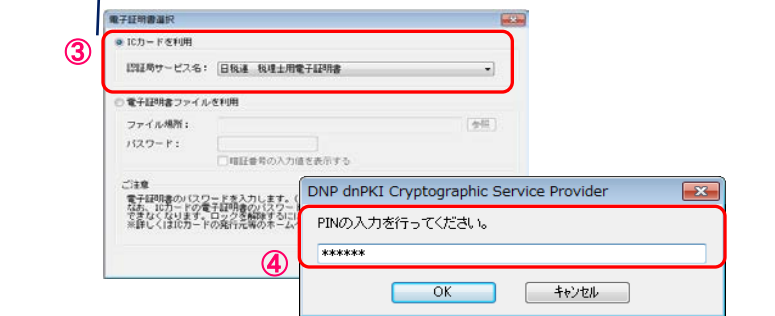 電子証明書選択
③
ICカードを利用
認証局サービス名： 日税連 税理士用電子証明書
電子証明書ファイルを利用
ファイル場所： 参照
パスワード：
暗証番号の入力値を表示する
ご注意
電子証明書のパスワードを入力します。（
なお、ICカードの電子証明書のパスワード
できなくなります。ロックを解除するには
※詳しくはICカードの発行元等のホームペ
DNP dnPKI Cryptographic Service Provider
PINの入力を行ってください。
******
④
OK キャンセル